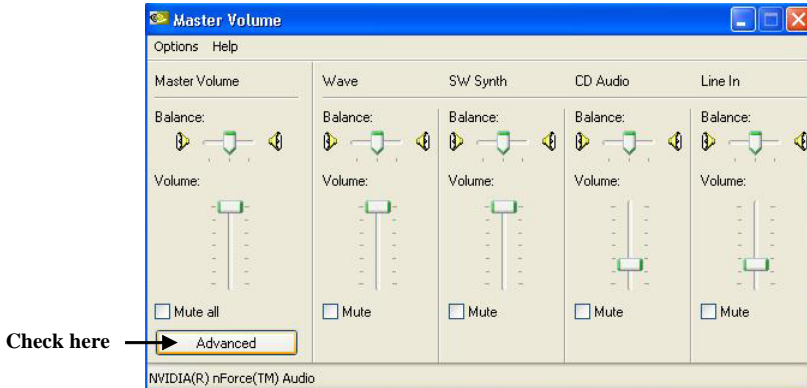 Master Volume
Options Help
Master Volume Wave SW Synth CD Audio Line In
Balance: Balance: Balance: Balance: Balance:
Volume: Volume: Volume: Volume: Volume:
Mute all Mute Mute Mute Mute
Check here Advanced
NVIDIA(R) nForce(TM) Audio